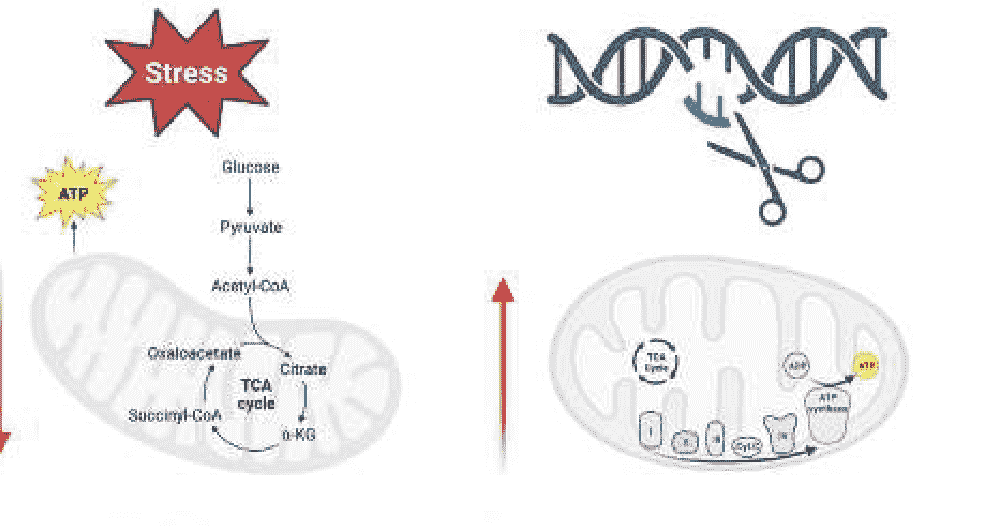 Stress
ATP
Glucose
Pyruvate
Acetyl-CoA
Oxaloacetate
Citrate
TCA
cycle
Succinyl-CoA
α-KG
TCA
Cycle
ADP
ATP
ATP
synthase
I
II
III
Cyt C
IV